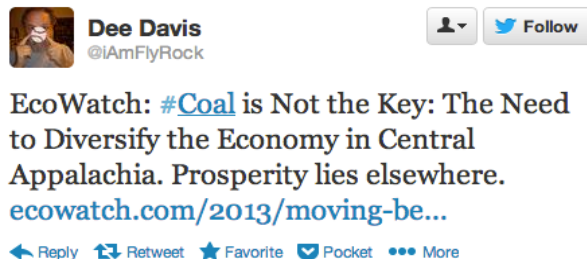 Dee Davis
@iAmFlyRock
Follow
EcoWatch: #Coal is Not the Key: The Need
to Diversify the Economy in Central
Appalachia. Prosperity lies elsewhere.
ecowatch.com/2013/moving-be...
Reply Retweet Favorite Pocket More